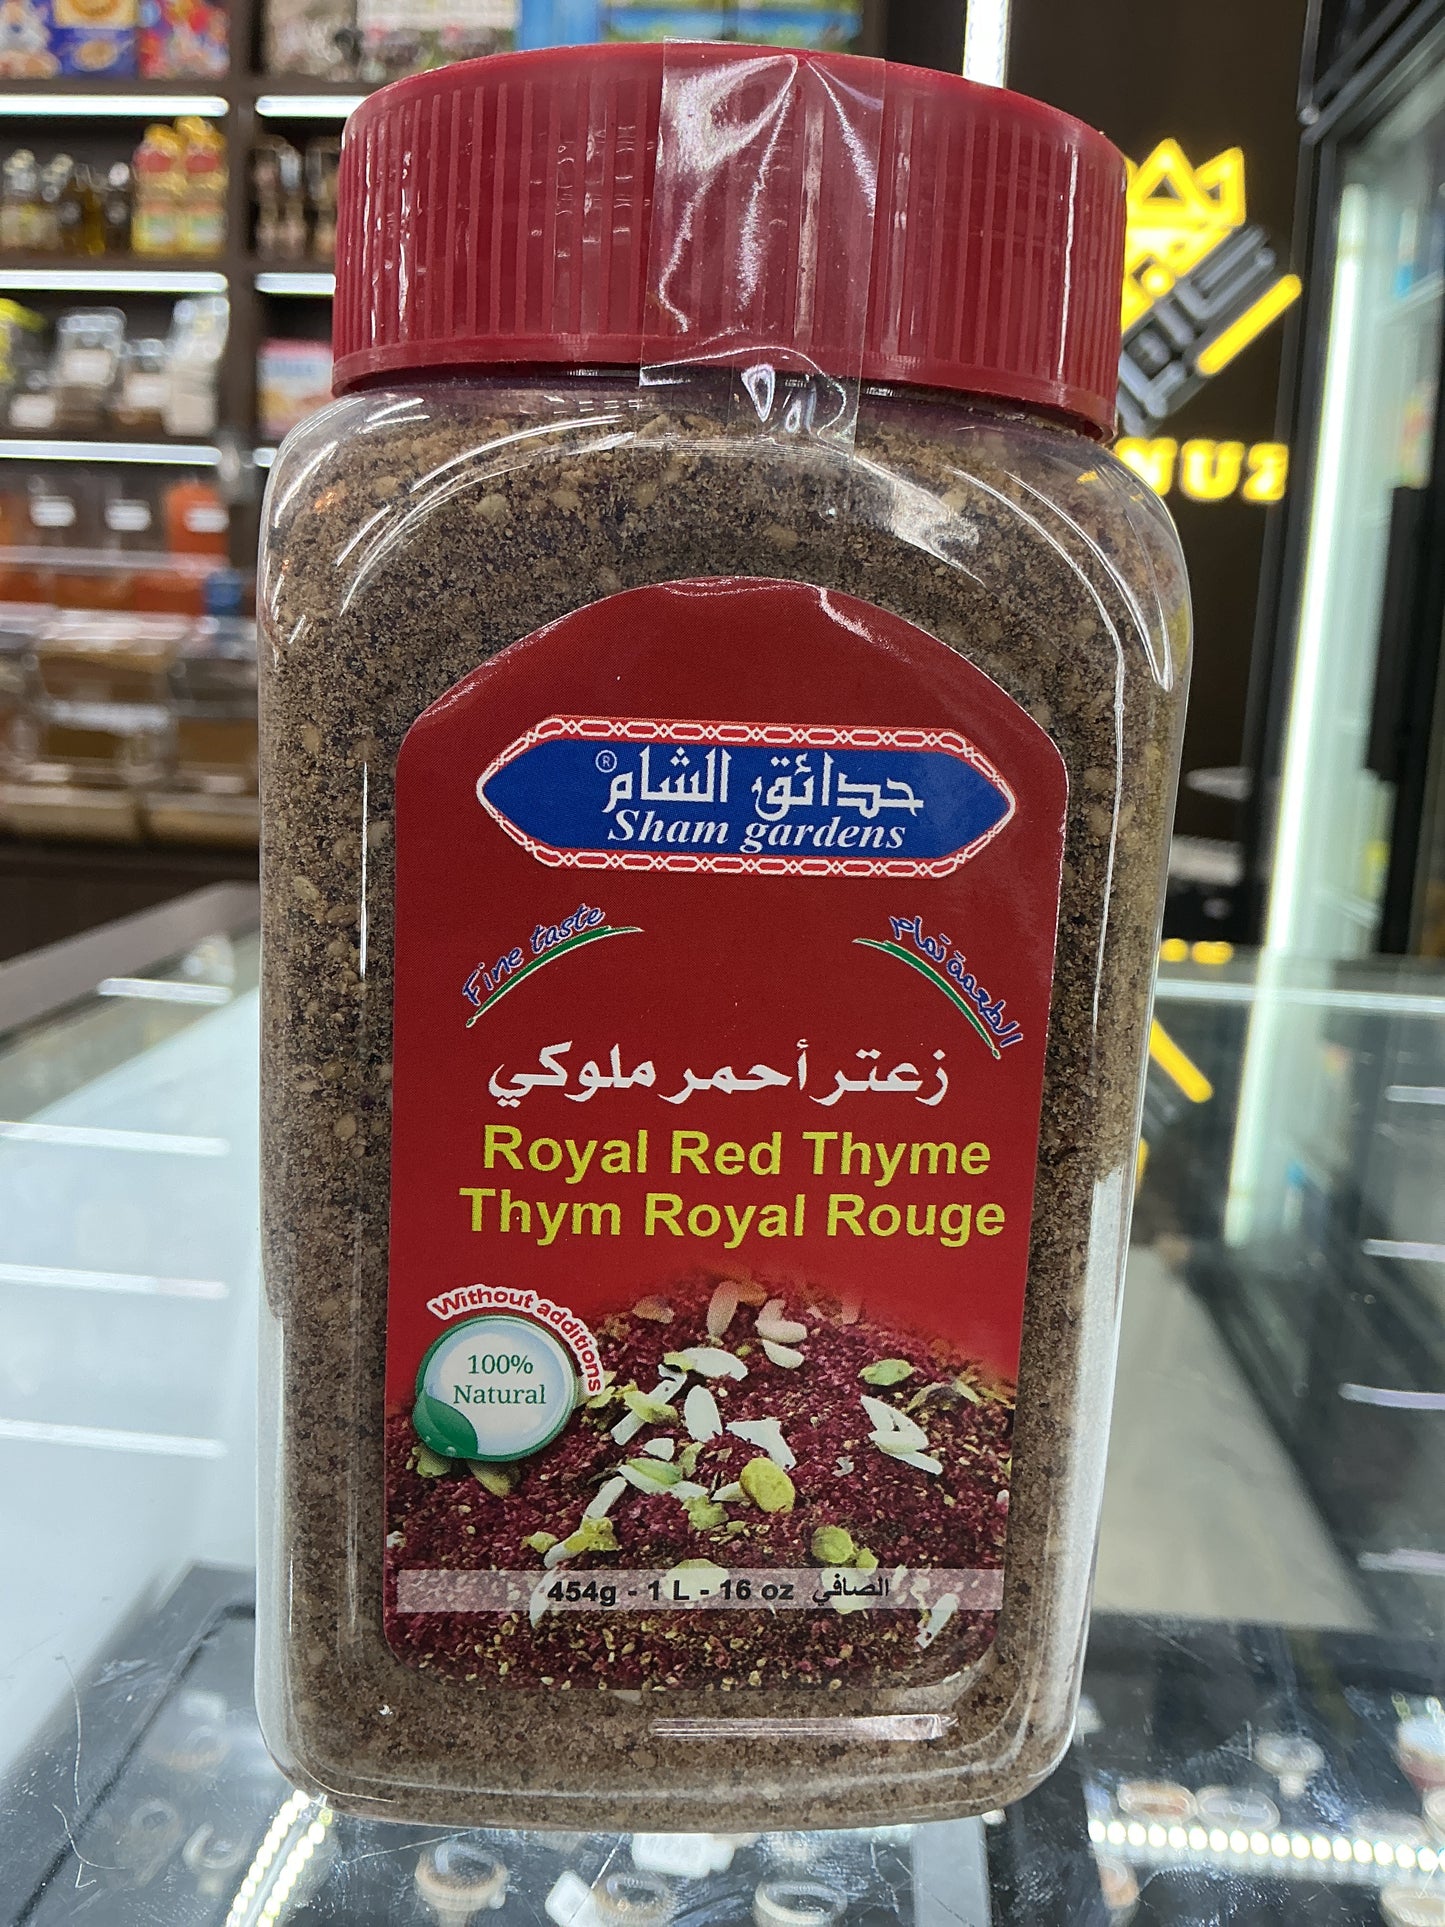 حدائق الشام®
Sham gardens
Fine taste
الطعمة تمام
زعتر أحمر ملوكي
Royal Red Thyme
Thym Royal Rouge
Without additions
100%
Natural
454g - 1 L - 16 oz الصافي